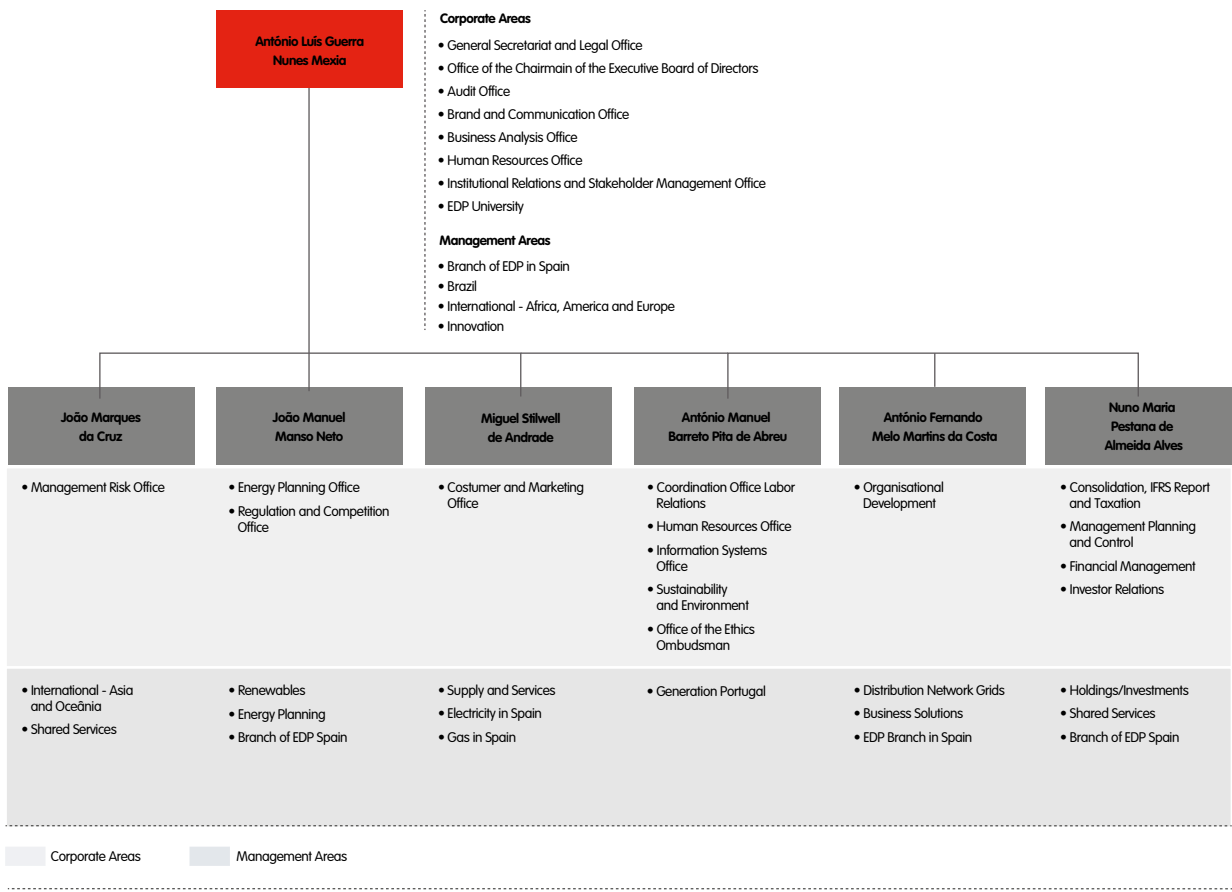 António Luís Guerra
Nunes Mexia
Corporate Areas
• General Secretariat and Legal Office
• Office of the Chairmain of the Executive Board of Directors
• Audit Office
• Brand and Communication Office
• Business Analysis Office
• Human Resources Office
• Institutional Relations and Stakeholder Management Office
• EDP University
Management Areas
• Branch of EDP in Spain
• Brazil
• International - Africa, America and Europe
• Innovation
João Marques
da Cruz
• Management Risk Office
• International - Asia
and Oceânia
• Shared Services
João Manuel
Manso Neto
• Energy Planning Office
• Regulation and Competition
Office
• Renewables
• Energy Planning
• Branch of EDP Spain
Miguel Stilwell
de Andrade
• Costumer and Marketing
Office
• Supply and Services
• Electricity in Spain
• Gas in Spain
António Manuel
Barreto Pita de Abreu
• Coordination Office Labor
Relations
• Human Resources Office
• Information Systems
Office
• Sustainability
and Environment
• Office of the Ethics
Ombudsman
• Generation Portugal
António Fernando
Melo Martins da Costa
• Organisational
Development
• Distribution Network Grids
• Business Solutions
• EDP Branch in Spain
Nuno Maria
Pestana de
Almeida Alves
• Consolidation, IFRS Report
and Taxation
• Management Planning
and Control
• Financial Management
• Investor Relations
• Holdings/Investments
• Shared Services
• Branch of EDP Spain
Corporate Areas
Management Areas